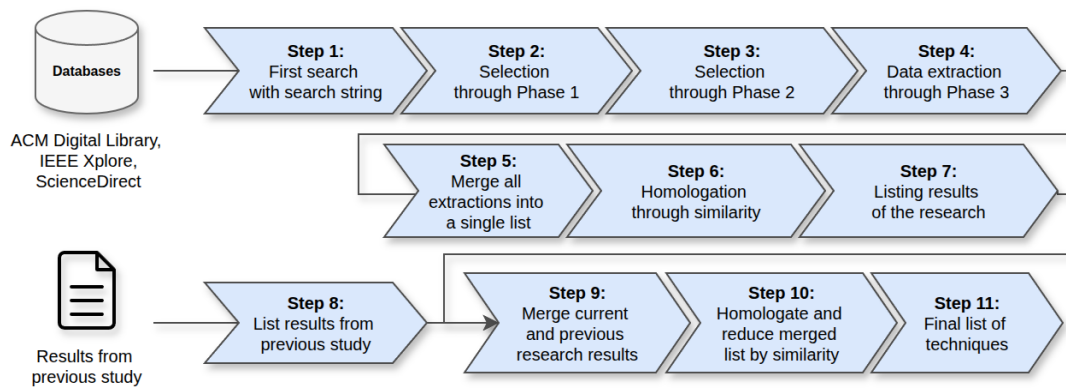 Databases
ACM Digital Library,
IEEE Xplore,
ScienceDirect
Step 1:
First search
with search string
Step 2:
Selection
through Phase 1
Step 3:
Selection
through Phase 2
Step 4:
Data extraction
through Phase 3
Step 5:
Merge all
extractions into
a single list
Step 6:
Homologation
through similarity
Step 7:
Listing results
of the research
Results from
previous study
Step 8:
List results from
previous study
Step 9:
Merge current
and previous
research results
Step 10:
Homologate and
reduce merged
list by similarity
Step 11:
Final list of
techniques